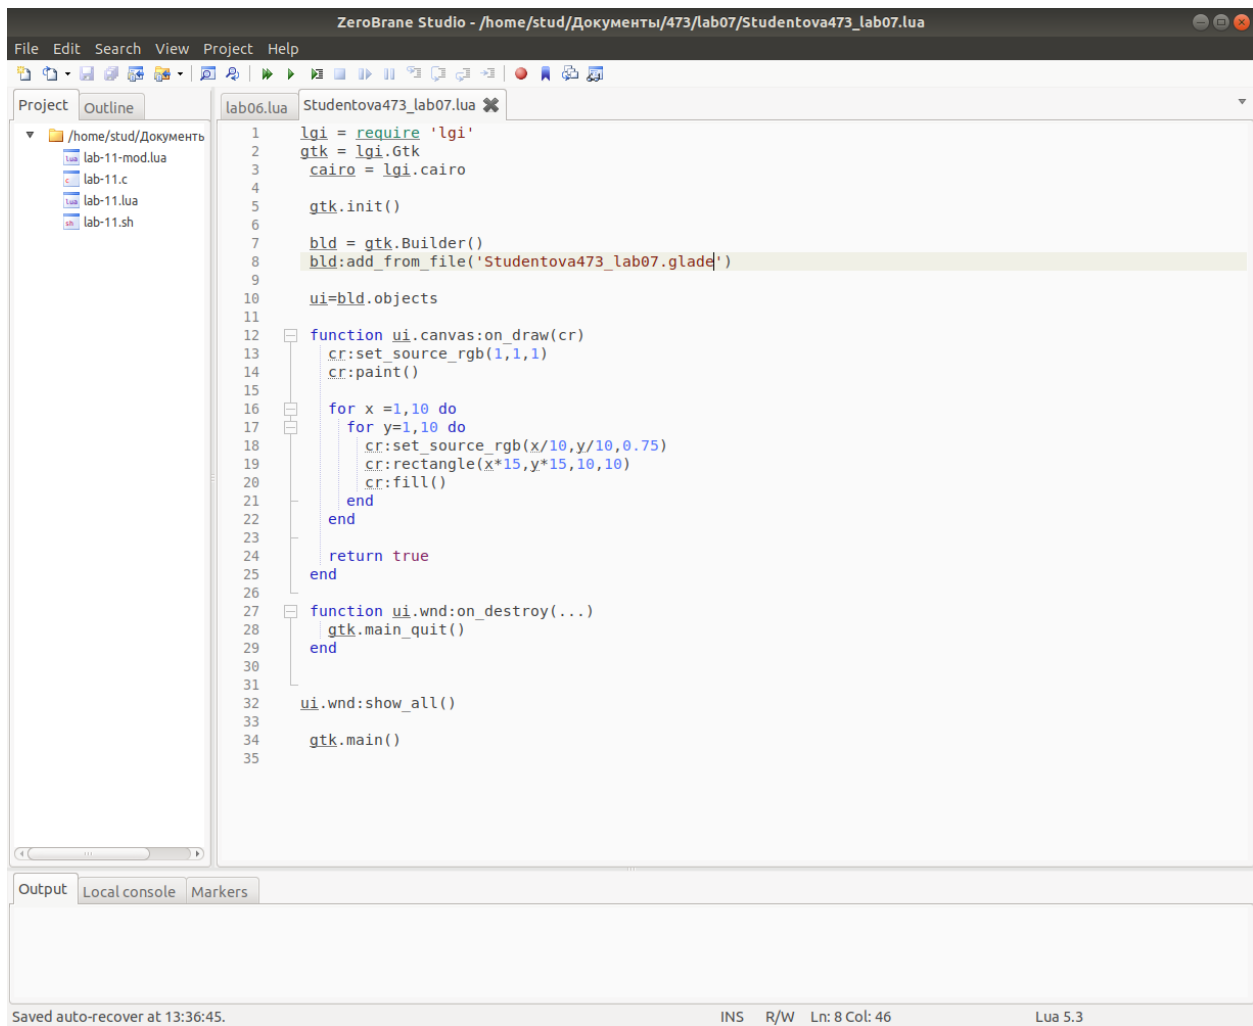 ZeroBrane Studio - /home/stud/Документы/473/lab07/Studentova473_lab07.lua
File Edit Search View Project Help
Project Outline
/home/stud/Документь
lab-11-mod.lua
lab-11.c
lab-11.lua
lab-11.sh
lab06.lua Studentova473_lab07.lua
1 lgi = require 'lgi'
2 gtk = lgi.Gtk
3 cairo = lgi.cairo
4
5 gtk.init()
6
7 bld = gtk.Builder()
8 bld:add_from_file('Studentova473_lab07.glade')
9
10 ui=bld.objects
11
12 function ui.canvas:on_draw(cr)
13 cr:set_source_rgb(1,1,1)
14 cr:paint()
15
16 for x =1,10 do
17 for y=1,10 do
18 cr:set_source_rgb(x/10,y/10,0.75)
19 cr:rectangle(x*15,y*15,10,10)
20 cr:fill()
21 end
22 end
23
24 return true
25 end
26
27 function ui.wnd:on_destroy(...)
28 gtk.main_quit()
29 end
30
31
32 ui.wnd:show_all()
33
34 gtk.main()
35
Output Local console Markers
Saved auto-recover at 13:36:45. INS R/W Ln: 8 Col: 46 Lua 5.3